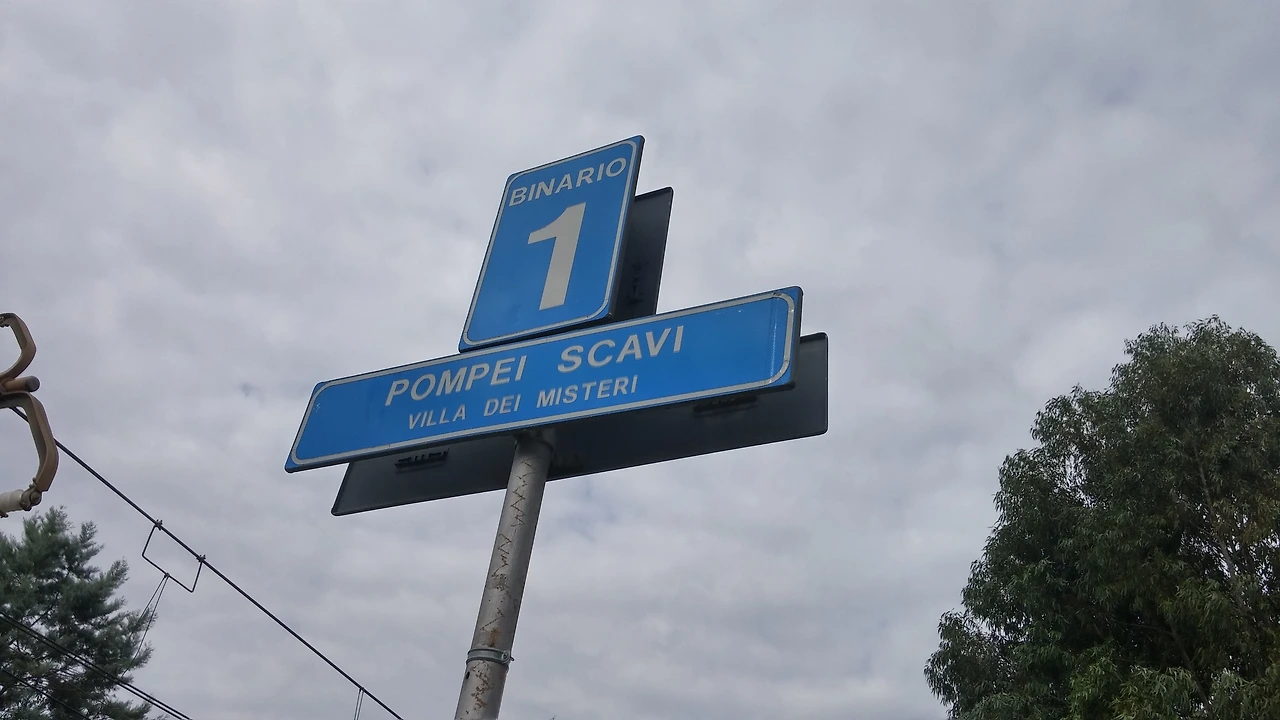 BINARIO
1
POMPEI SCAVI
VILLA DEI MISTERI